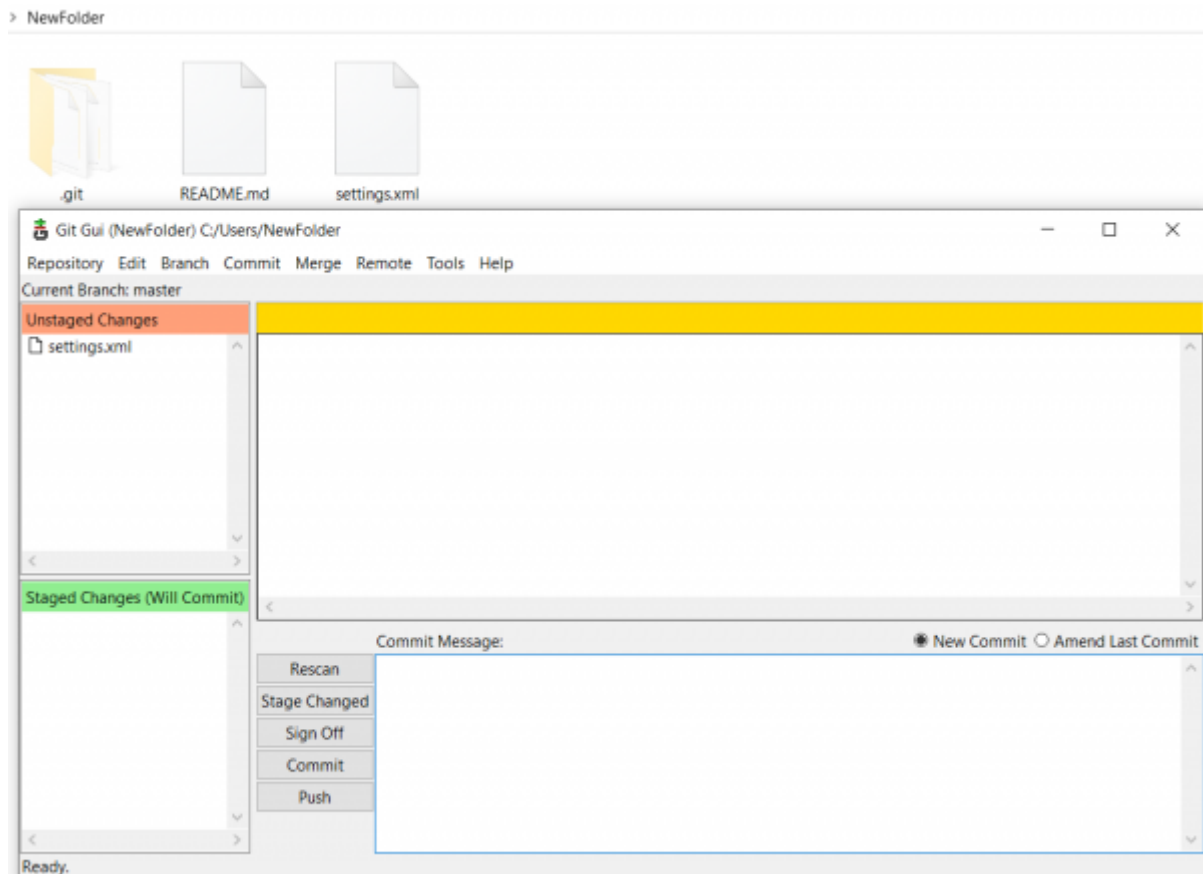 > NewFolder
.git
README.md
settings.xml
Git Gui (NewFolder) C:/Users/NewFolder
Repository Edit Branch Commit Merge Remote Tools Help
Current Branch: master
Unstaged Changes
settings.xml
Staged Changes (Will Commit)
Commit Message:
New Commit
Amend Last Commit
Rescan
Stage Changed
Sign Off
Commit
Push
Ready.